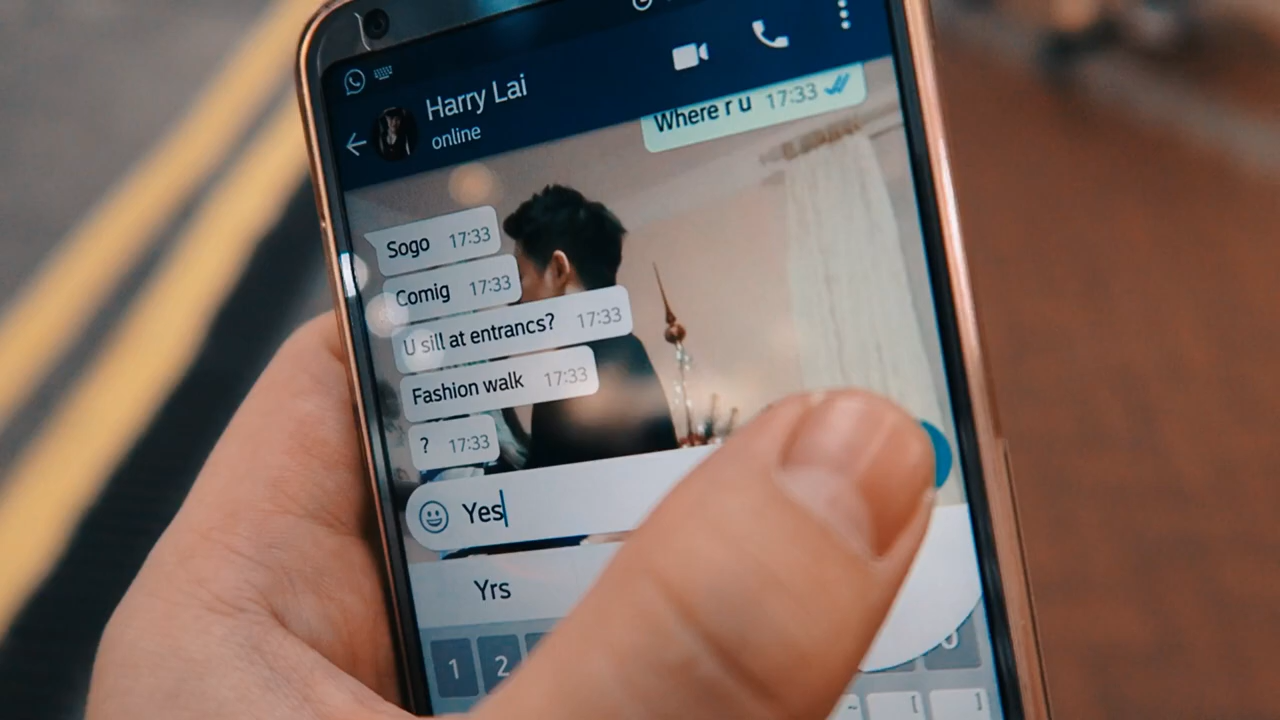 Harry Lai
online
Where r u 17:33
Sogo 17:33
Comig 17:33
U sill at entrancs? 17:33
Fashion walk 17:33
? 17:33
Yes
Yrs
1 2